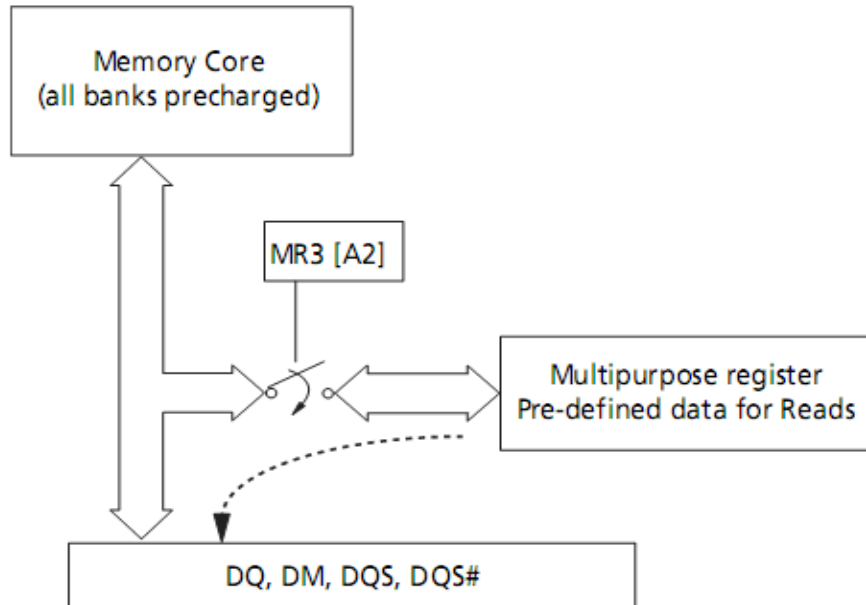 Memory Core
(all banks precharged)
MR3 [A2]
Multipurpose register
Pre-defined data for Reads
DQ, DM, DQS, DQS#